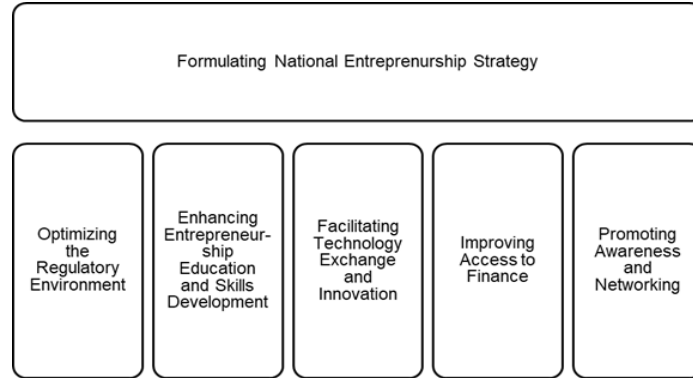 Formulating National Entreprenurship Strategy
Optimizing
the
Regulatory
Environment
Enhancing
Entrepreneur-
ship
Education
and Skills
Development
Facilitating
Technology
Exchange
and
Innovation
Improving
Access to
Finance
Promoting
Awareness
and
Networking